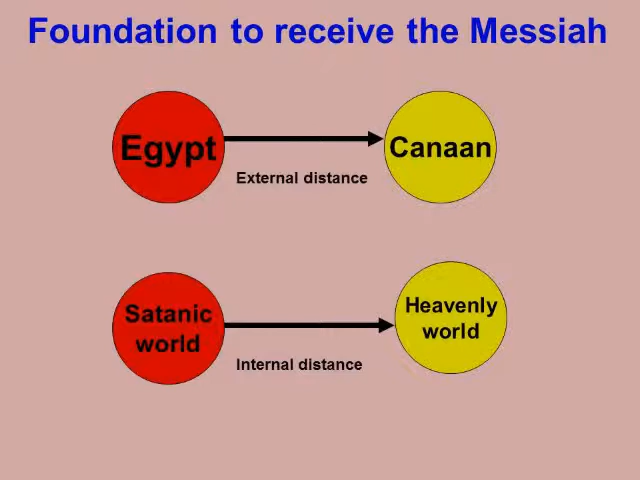 Foundation to receive the Messiah
Egypt
Canaan
External distance
Satanic
world
Heavenly
world
Internal distance